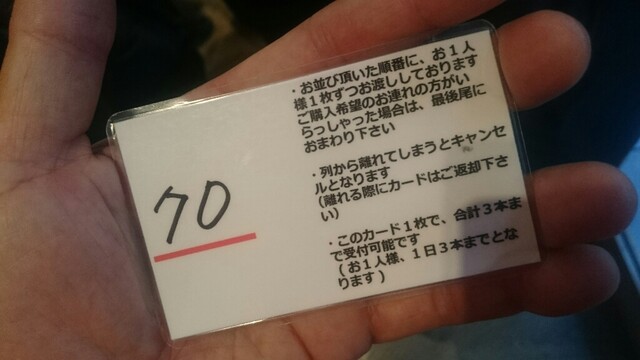 70
・お並び頂いた順番に、お１人
様１枚ずつお渡ししております
ご購入希望のお連れの方がい
らっしゃった場合は、最後尾に
おまわり下さい
・列から離れてしまうとキャンセ
ルとなります
（離れる際にカードはご返却下さ
い）
・このカード１枚で、合計３本ま
で受付可能です
（お１人様、１日３本までとな
ります）